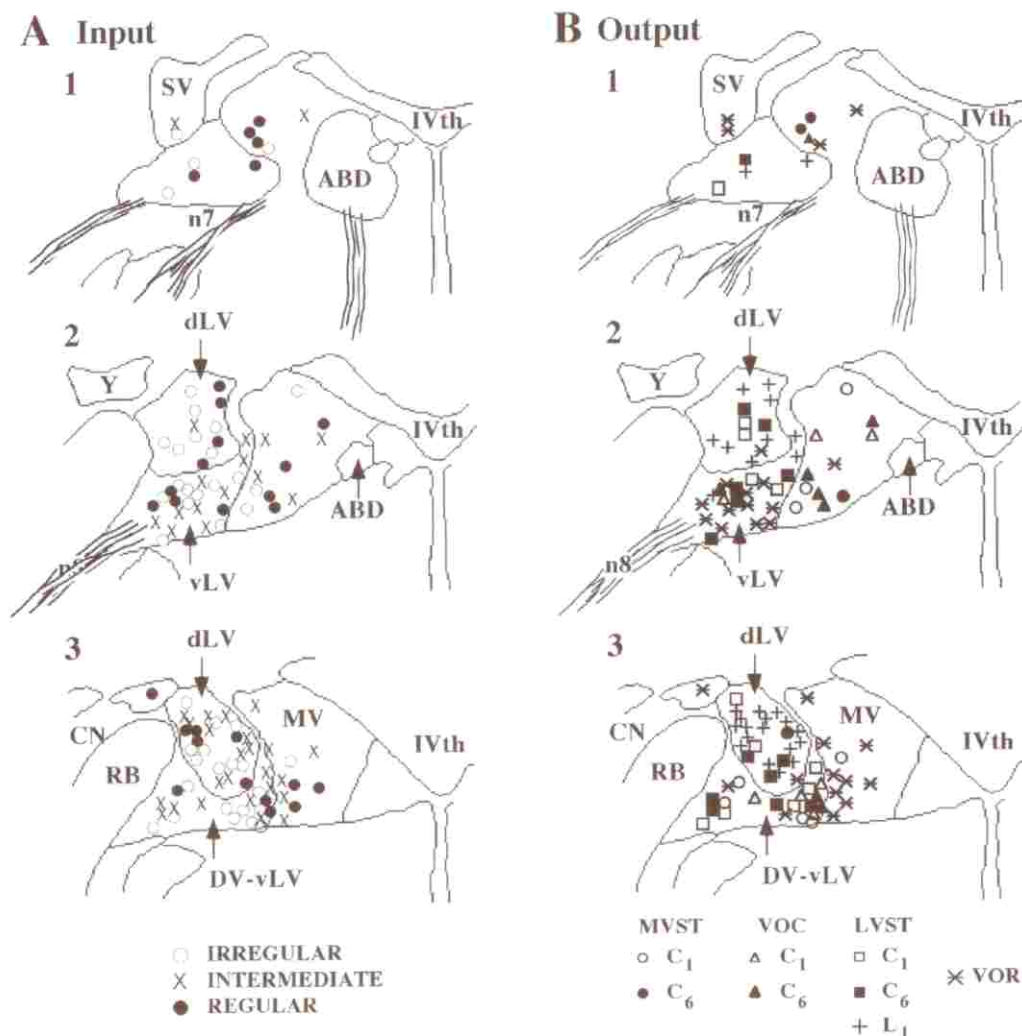 A Input
1
SV
IVth
ABD
n7
2
dLV
Y
IVth
ABD
vLV
3
dLV
CN
MV
RB
IVth
DV-vLV
○ IRREGULAR
X INTERMEDIATE
● REGULAR
B Output
1
SV
IVth
ABD
n7
2
dLV
Y
IVth
ABD
n8
vLV
3
dLV
CN
MV
RB
IVth
DV-vLV
MVST VOC LVST
○ C1 △ C1 □ C1
● C6 ▲ C6 ■ C6 VOR
+ L1